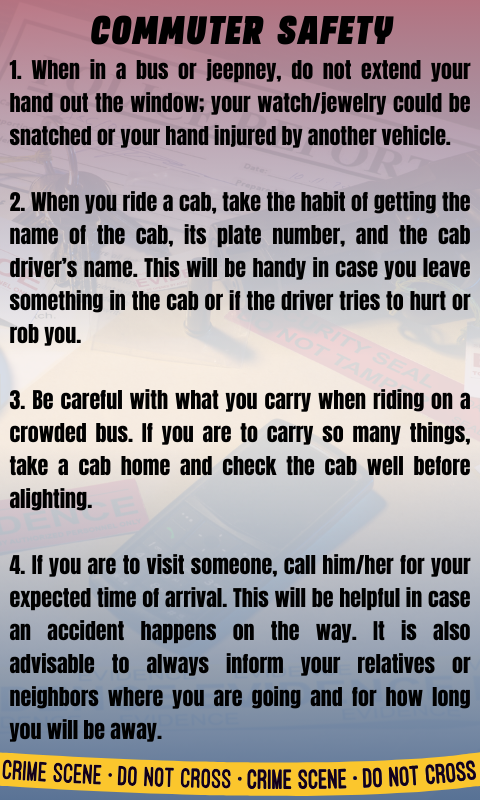 COMMUTER SAFETY
1. When in a bus or jeepney, do not extend your
hand out the window; your watch/jewelry could be
snatched or your hand injured by another vehicle.
2. When you ride a cab, take the habit of getting the
name of the cab, its plate number, and the cab
driver’s name. This will be handy in case you leave
something in the cab or if the driver tries to hurt or
rob you.
3. Be careful with what you carry when riding on a
crowded bus. If you are to carry so many things,
take a cab home and check the cab well before
alighting.
4. If you are to visit someone, call him/her for your
expected time of arrival. This will be helpful in case
an accident happens on the way. It is also
advisable to always inform your relatives or
neighbors where you are going and for how long
you will be away.
CRIME SCENE · DO NOT CROSS · CRIME SCENE · DO NOT CROSS